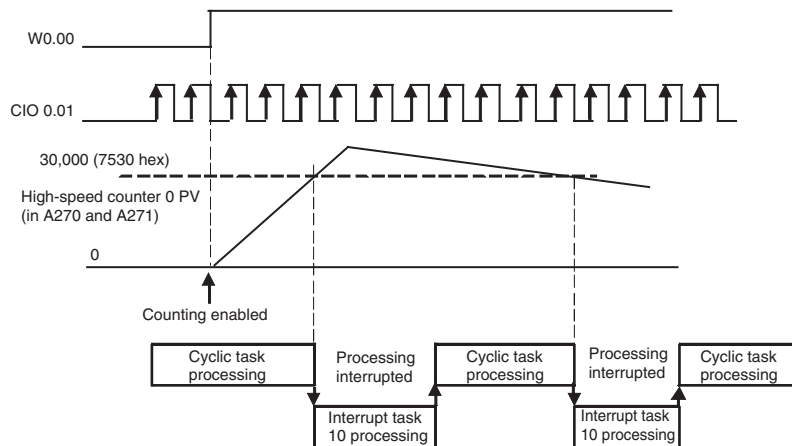 W0.00
CIO 0.01
30,000 (7530 hex)
High-speed counter 0 PV
(in A270 and A271)
0
Counting enabled
Cyclic task
processing
Processing
interrupted
Cyclic task
processing
Processing
interrupted
Cyclic task
processing
Interrupt task
10 processing
Interrupt task
10 processing